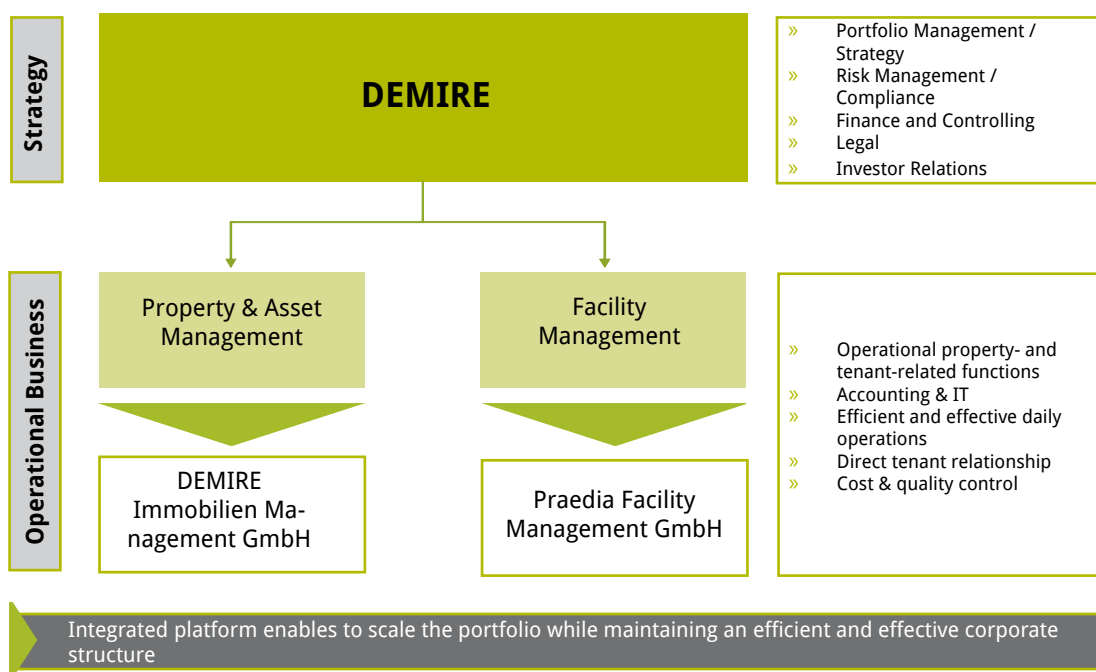 Strategy
DEMIRE
» Portfolio Management /
Strategy
» Risk Management /
Compliance
» Finance and Controlling
» Legal
» Investor Relations
Operational Business
Property & Asset
Management
Facility
Management
DEMIRE
Immobilien Ma-
nagement GmbH
Praedia Facility
Management GmbH
» Operational property- and
tenant-related functions
» Accounting & IT
» Efficient and effective daily
operations
» Direct tenant relationship
» Cost & quality control
Integrated platform enables to scale the portfolio while maintaining an efficient and effective corporate
structure